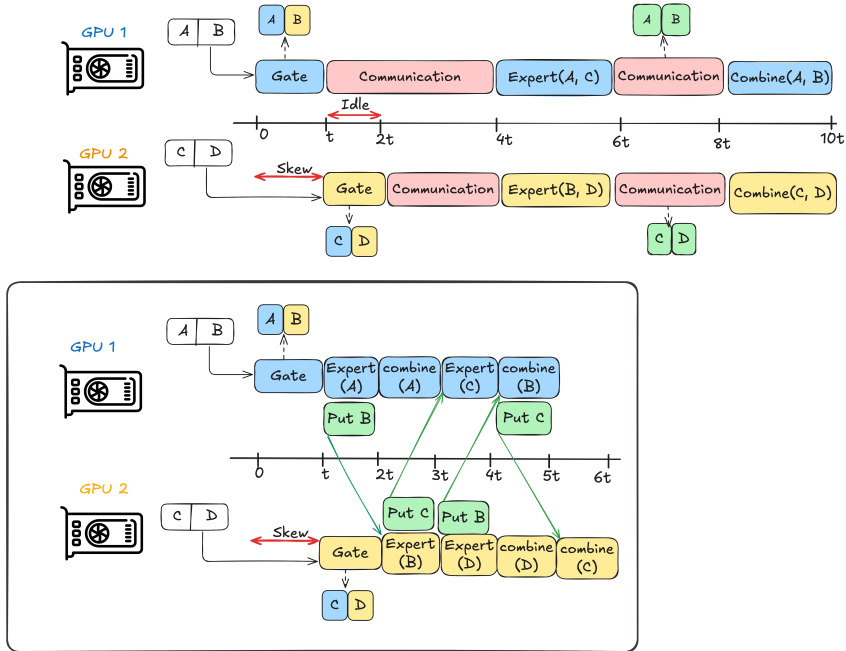 GPU 1
A B
A B
A B
Gate
Communication
Expert(A, C)
Communication
Combine(A, B)
Idle
0 t 2t 4t 6t 8t 10t
GPU 2
C D
Skew
Gate
Communication
Expert(B, D)
Communication
Combine(C, D)
C D
C D
GPU 1
A B
A B
Gate
Expert
(A)
combine
(A)
Expert
(C)
combine
(B)
Put B
Put C
0 t 2t 3t 4t 5t 6t
GPU 2
C D
Put C
Put B
Skew
Gate
Expert
(B)
Expert
(D)
combine
(D)
combine
(C)
C D